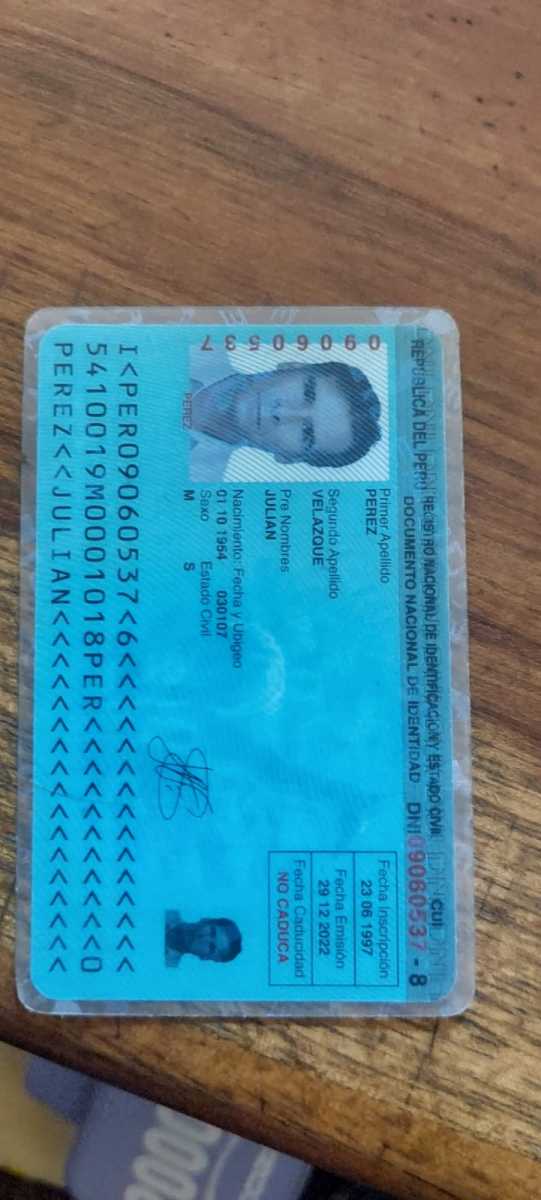 REPUBLICA DEL PERU REGISTRO NACIONAL DE IDENTIFICACION Y ESTADO CIVIL CUI
DOCUMENTO NACIONAL DE IDENTIDAD DNI 09060537 - 8
09060537
PEREZ
Primer Apellido
PEREZ
Segundo Apellido
VELAZQUE
Pre Nombres
JULIAN
Nacimiento: Fecha y Ubigeo
01 10 1954 030107
Sexo Estado Civil
M S
Fecha Inscripción
23 06 1997
Fecha Emisión
29 12 2022
Fecha Caducidad
NO CADUCA
I<PER09060537<6<<<<<<<<<<<<<<<
5410019M0001018PER<<<<<<<<<<<0
PEREZ<<JULIAN<<<<<<<<<<<<<<<<<